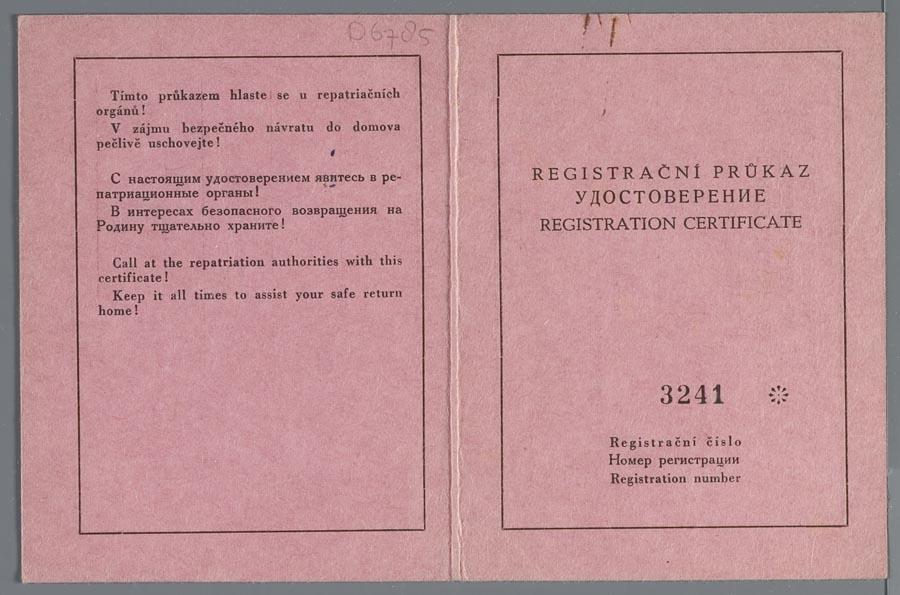 D6785
Tímto průkazem hlaste se u repatriačních
orgánů!
V zájmu bezpečného návratu do domova
pečlivě uschovejte!
С настоящим удостоверением явитесь в ре-
патриационные органы!
В интересах безопасного возвращения на
Родину тщательно храните!
Call at the repatriation authorities with this
certificate!
Keep it all times to assist your safe return
home!
REGISTRAČNÍ PRŮKAZ
УДОСТОВЕРЕНИЕ
REGISTRATION CERTIFICATE
3241
Registrační číslo
Номер регистрации
Registration number